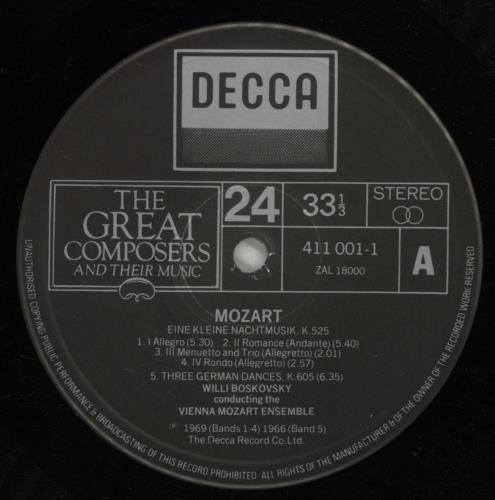 DECCA
THE
GREAT
COMPOSERS
AND THEIR MUSIC
24
33 1/3
STEREO
411 001-1
ZAL 18000
A
MOZART
EINE KLEINE NACHTMUSIK, K.525
1. I Allegro (5.30) 2. II Romance (Andante) (5.40)
3. III Menuetto and Trio (Allegretto) (2.01)
4. IV Rondo (Allegretto) (2.57)
5. THREE GERMAN DANCES, K.605 (6.35)
WILLI BOSKOVSKY
conducting the
VIENNA MOZART ENSEMBLE
℗ 1969 (Bands 1-4) 1966 (Band 5)
The Decca Record Co. Ltd.
UNAUTHORISED COPYING PUBLIC PERFORMANCE & BROADCASTING OF THIS RECORD PROHIBITED. ALL RIGHTS OF THE MANUFACTURER & OF THE OWNER OF THE RECORDED WORK RESERVED